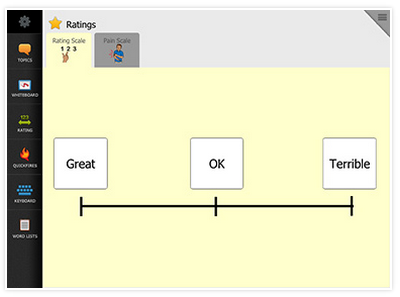 Ratings
Rating Scale
1 2 3
Pain Scale
TOPICS
WHITEBOARD
123
RATING
QUICKFIRES
KEYBOARD
WORD LISTS
Great
OK
Terrible